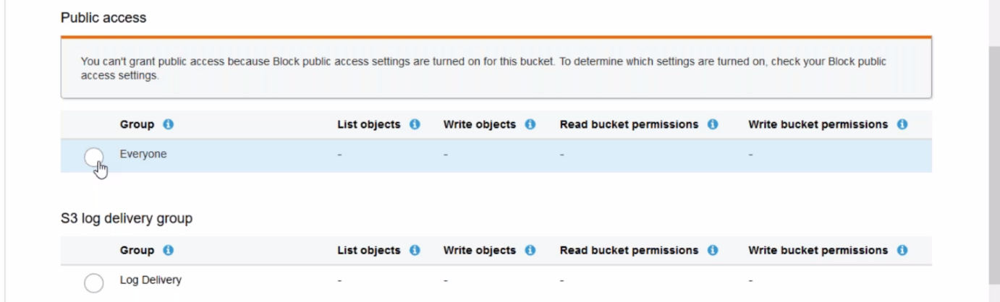 Public access
You can't grant public access because Block public access settings are turned on for this bucket. To determine which settings are turned on, check your Block public
access settings.
Group List objects Write objects Read bucket permissions Write bucket permissions
Everyone - - - -
S3 log delivery group
Group List objects Write objects Read bucket permissions Write bucket permissions
Log Delivery - - - -